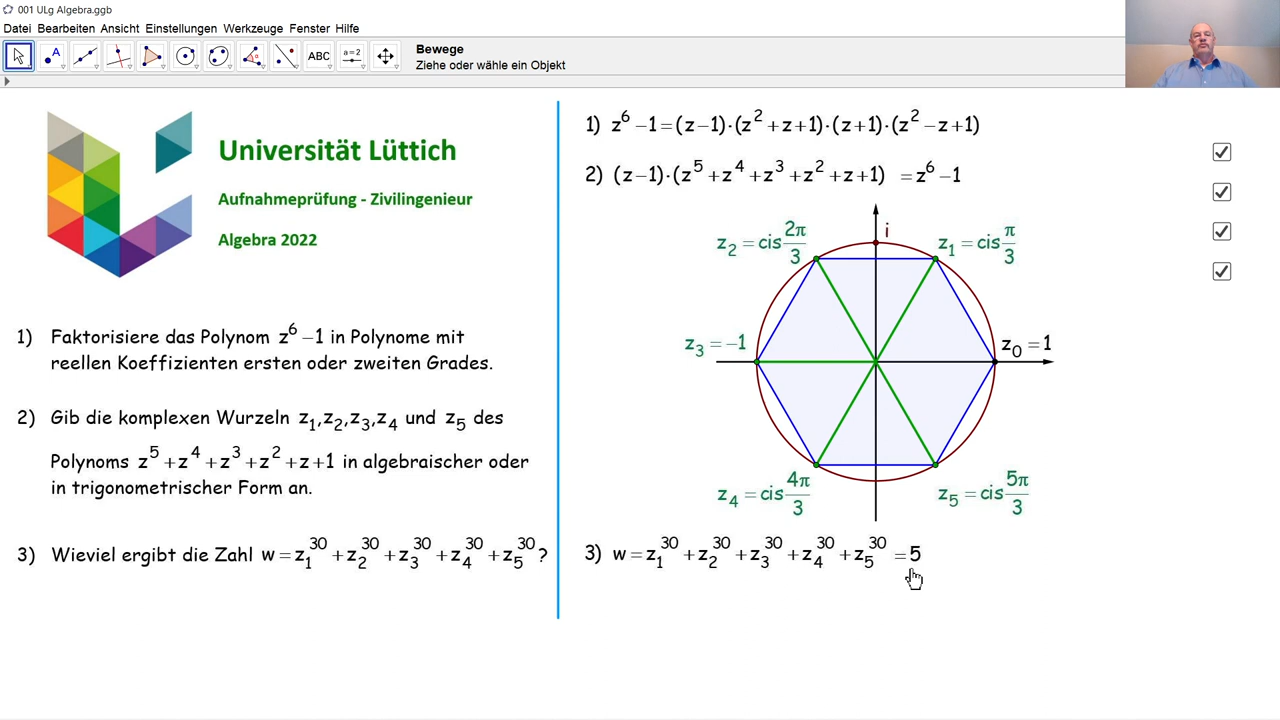 001 ULg Algebra.ggb
Datei Bearbeiten Ansicht Einstellungen Werkzeuge Fenster Hilfe
A
ABC
a=2
Bewege
Ziehe oder wähle ein Objekt
Universität Lüttich
Aufnahmeprüfung - Zivilingenieur
Algebra 2022
1) Faktorisiere das Polynom z⁶−1 in Polynome mit
reellen Koeffizienten ersten oder zweiten Grades.
2) Gib die komplexen Wurzeln z₁,z₂,z₃,z₄ und z₅ des
Polynoms z⁵+z⁴+z³+z²+z+1 in algebraischer oder
in trigonometrischer Form an.
3) Wieviel ergibt die Zahl w=z₁³⁰+z₂³⁰+z₃³⁰+z₄³⁰+z₅³⁰?
1) z⁶−1=(z−1)·(z²+z+1)·(z+1)·(z²−z+1)
2) (z−1)·(z⁵+z⁴+z³+z²+z+1) =z⁶−1
i
z₂=cis 2π/3
z₁=cis π/3
z₃=−1
z₀=1
z₄=cis 4π/3
z₅=cis 5π/3
3) w=z₁³⁰+z₂³⁰+z₃³⁰+z₄³⁰+z₅³⁰=5